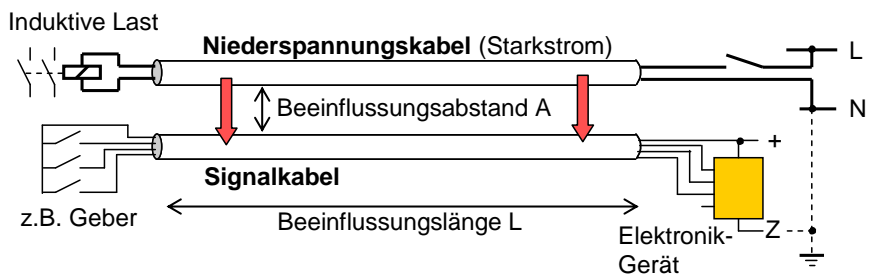 Induktive Last
Niederspannungskabel (Starkstrom)
L
Beeinflussungsabstand A
N
+
Signalkabel
z.B. Geber
Beeinflussungslänge L
Elektronik-
Gerät
Z